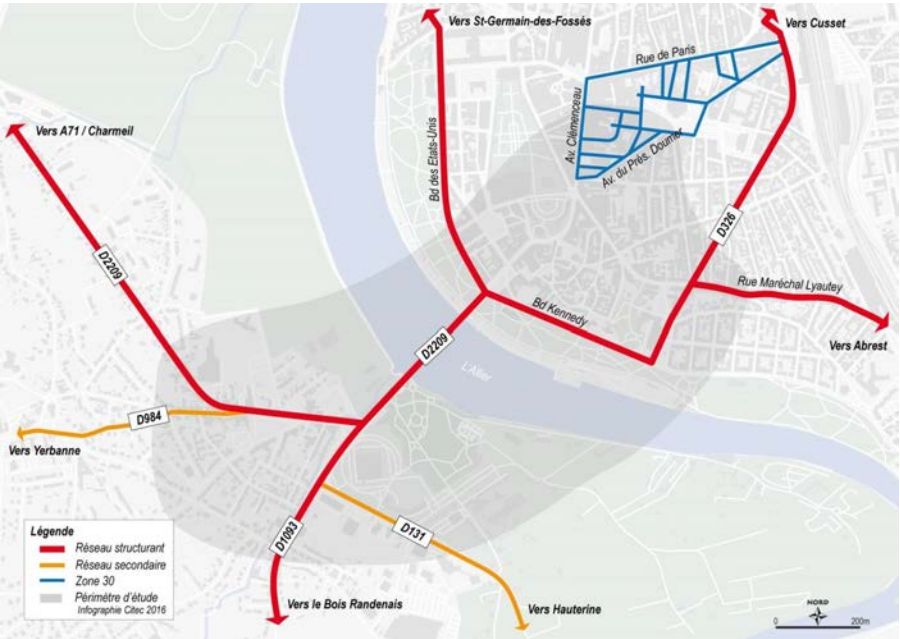 Vers St-Germain-des-Fossés
Vers Cusset
Rue de Paris
Vers A71 / Charmeil
Bd des Etats-Unis
Av. Clémenceau
Av. du Prés. Doumer
D2209
D326
Rue Maréchal Lyautey
Bd Kennedy
D2209
Vers Abrest
L'Allier
D984
Vers Yerbanne
D1093
D131
Légende
Réseau structurant
Réseau secondaire
Zone 30
Périmètre d'étude
Infographie Citec 2016
Vers le Bois Randenais
Vers Hauterine
NORD
0 200m